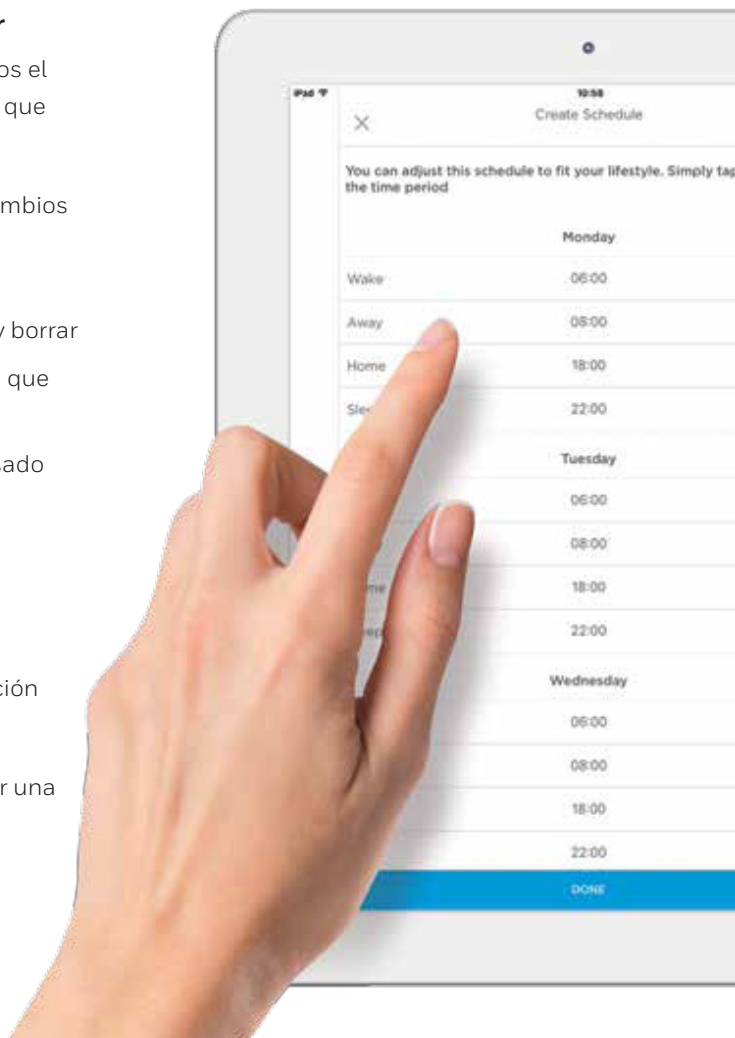 r
os el
que
mbios
y borrar
que
ado
ción
r una
iPad
10:58
Create Schedule
You can adjust this schedule to fit your lifestyle. Simply tap
the time period
Monday
Wake 06:00
Away 08:00
Home 18:00
Slee 22:00
Tuesday
06:00
08:00
me 18:00
eep 22:00
Wednesday
06:00
08:00
18:00
22:00
DONE